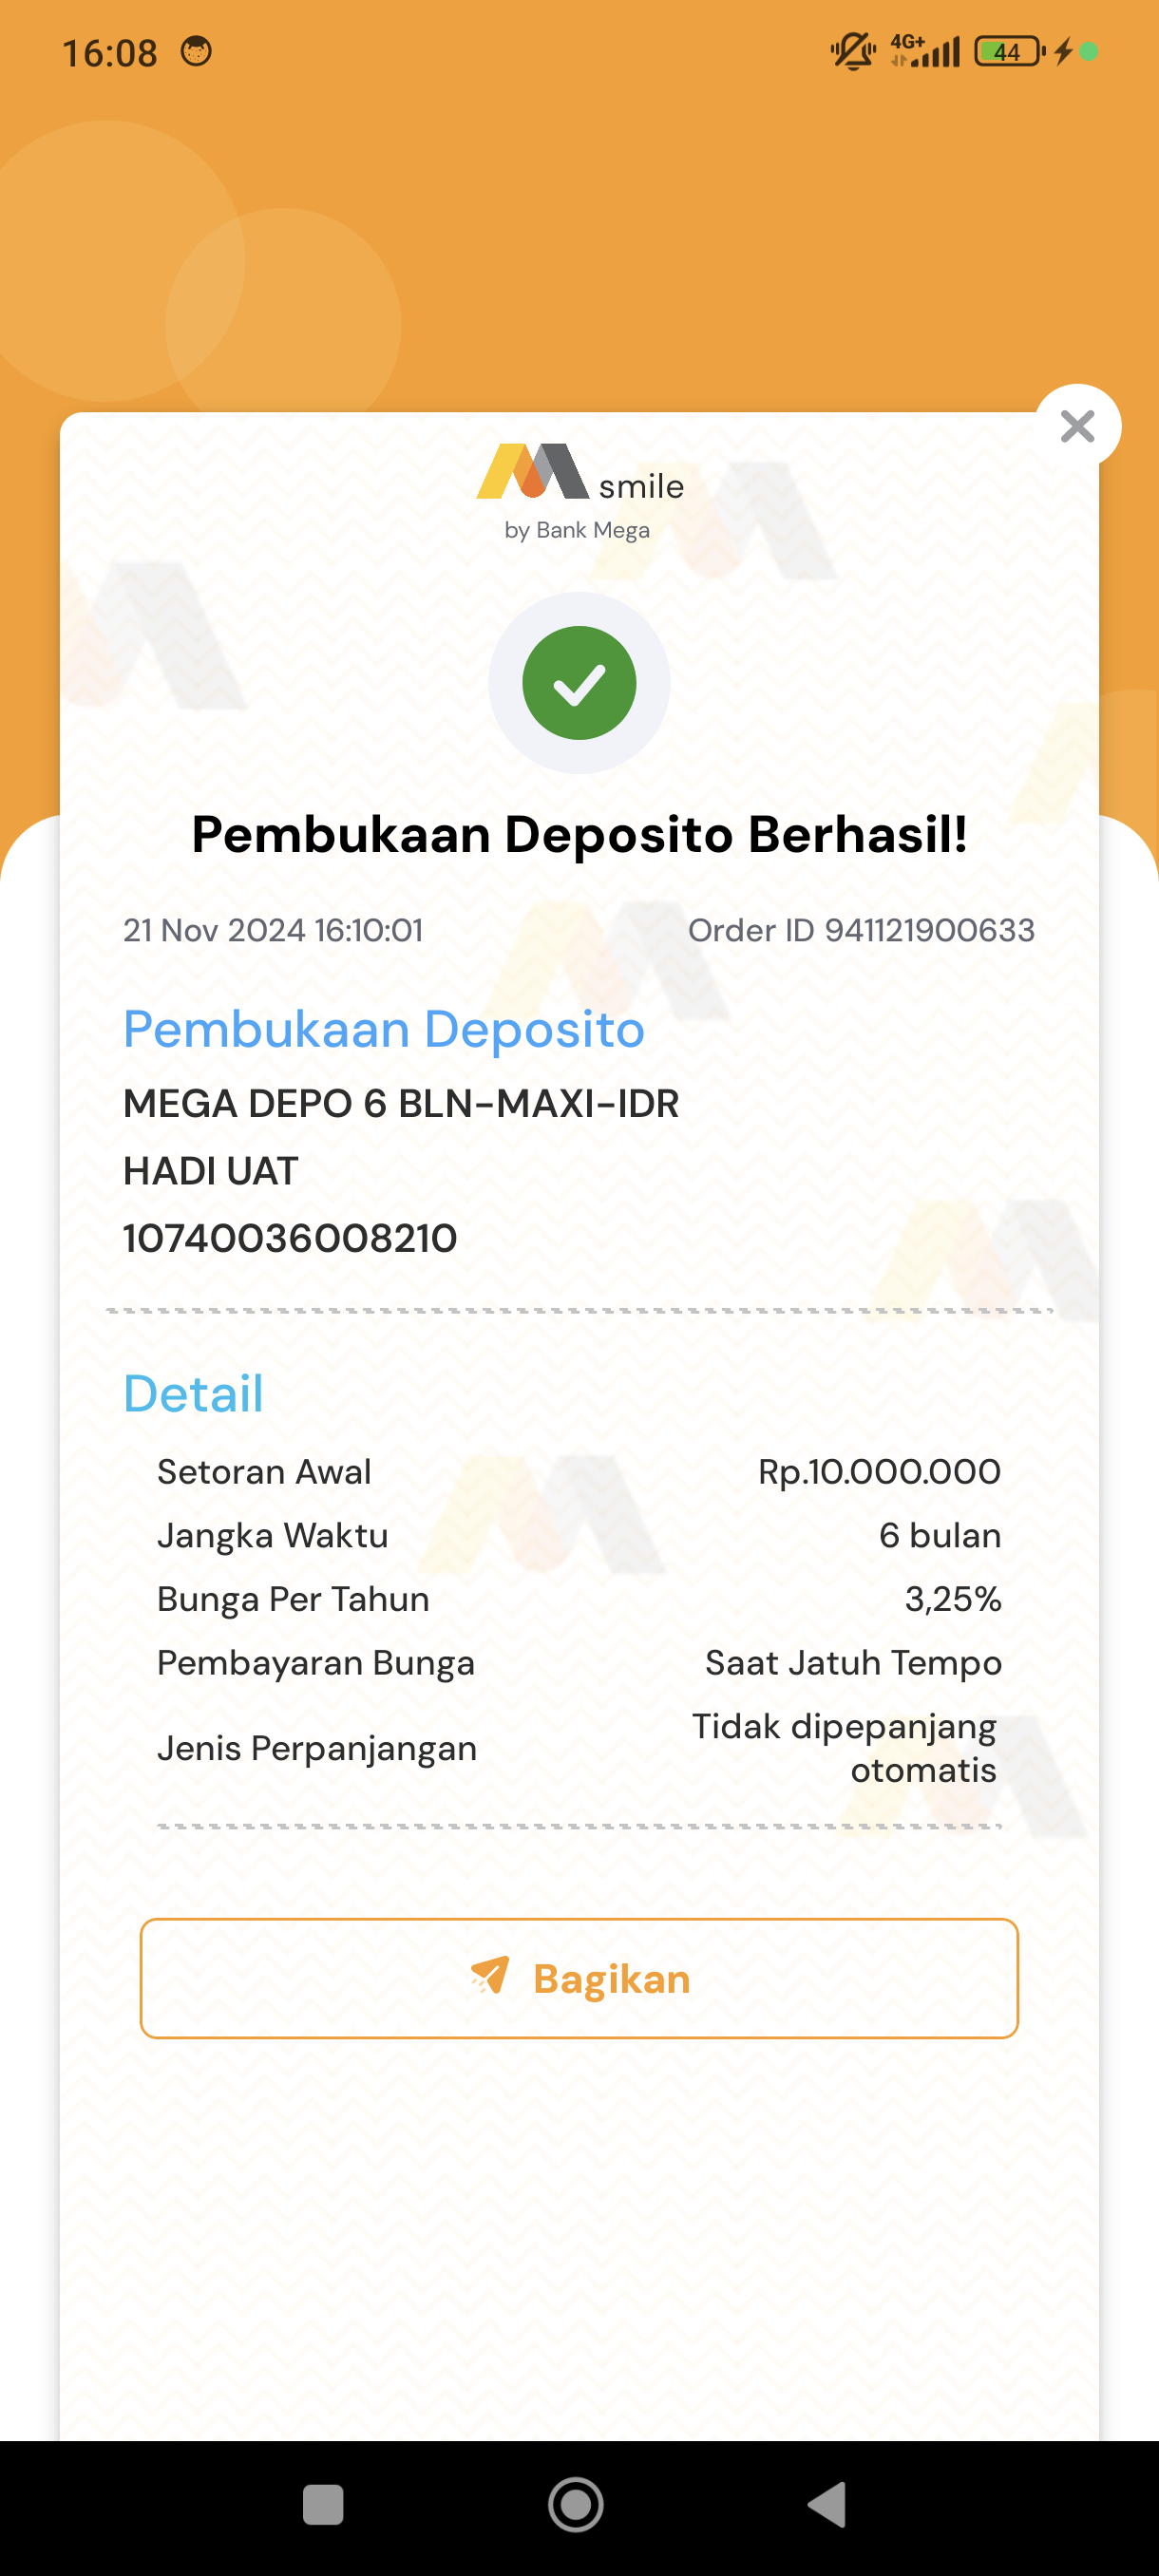 16:08
4G+
44
smile
by Bank Mega
Pembukaan Deposito Berhasil!
21 Nov 2024 16:10:01 Order ID 941121900633
Pembukaan Deposito
MEGA DEPO 6 BLN-MAXI-IDR
HADI UAT
10740036008210
Detail
Setoran Awal Rp.10.000.000
Jangka Waktu 6 bulan
Bunga Per Tahun 3,25%
Pembayaran Bunga Saat Jatuh Tempo
Jenis Perpanjangan Tidak dipepanjang
otomatis
Bagikan